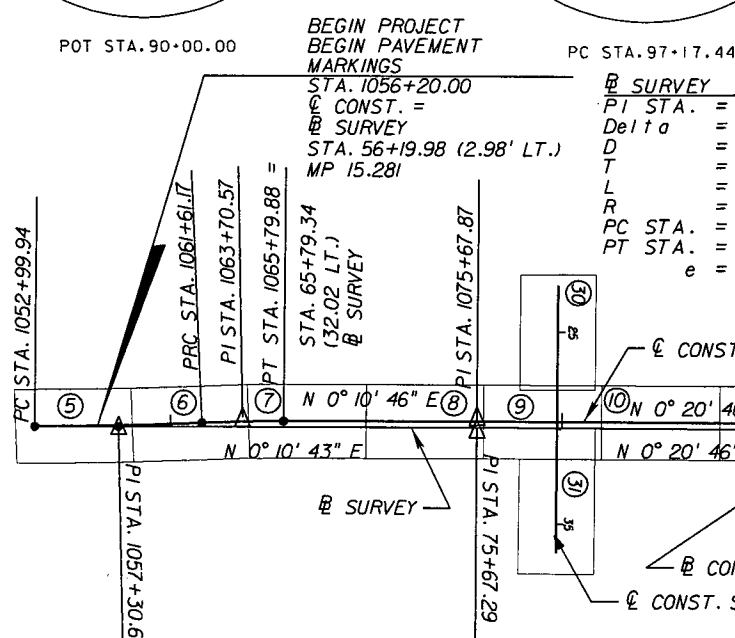 POT STA. 90+00.00
BEGIN PROJECT
BEGIN PAVEMENT
MARKINGS
STA. 1056+20.00
℄ CONST. =
B̲L̲ SURVEY
STA. 56+19.98 (2.98' LT.)
MP 15.281
PC STA. 97+17.44
BL SURVEY
PI STA. =
Delta =
D =
T =
L =
R =
PC STA. =
PT STA. =
e =
PC STA. 1052+99.94
PRC STA. 1061+61.17
PI STA. 1063+70.57
PT STA. 1065+79.88 =
STA. 65+79.34
(32.02 LT.)
BL SURVEY
PI STA. 1075+67.87
30
25
℄ CONST
5
6
7
N 0° 10' 46" E
8
9
10
N 0° 20' 46
N 0° 10' 43" E
N 0° 20' 46"
BL SURVEY
PI STA. 1057+30.6
PI STA. 75+67.29
31
35
BL CON
℄ CONST. S